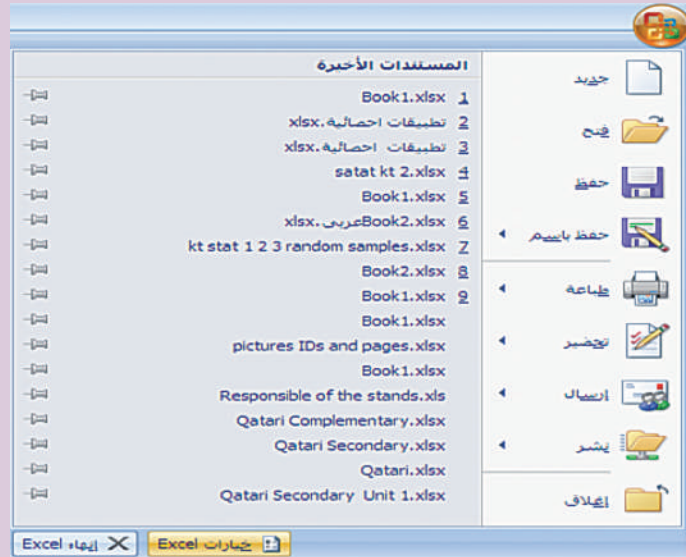 جديد
فتح
حفظ
حفظ باسم
طباعة
تحضير
إرسال
نشر
إغلاق
المستندات الأخيرة
1 Book1.xlsx
2 تطبيقات احصائية.xlsx
3 تطبيقات احصائية.xlsx
4 satat kt 2.xlsx
5 Book1.xlsx
6 Book2.xlsxعربى.xlsx
7 kt stat 1 2 3 random samples.xlsx
8 Book2.xlsx
9 Book1.xlsx
Book1.xlsx
pictures IDs and pages.xlsx
Book1.xlsx
Responsible of the stands.xls
Qatari Complementary.xlsx
Qatari Secondary.xlsx
Qatari.xlsx
Qatari Secondary Unit 1.xlsx
خيارات Excel
إنهاء Excel